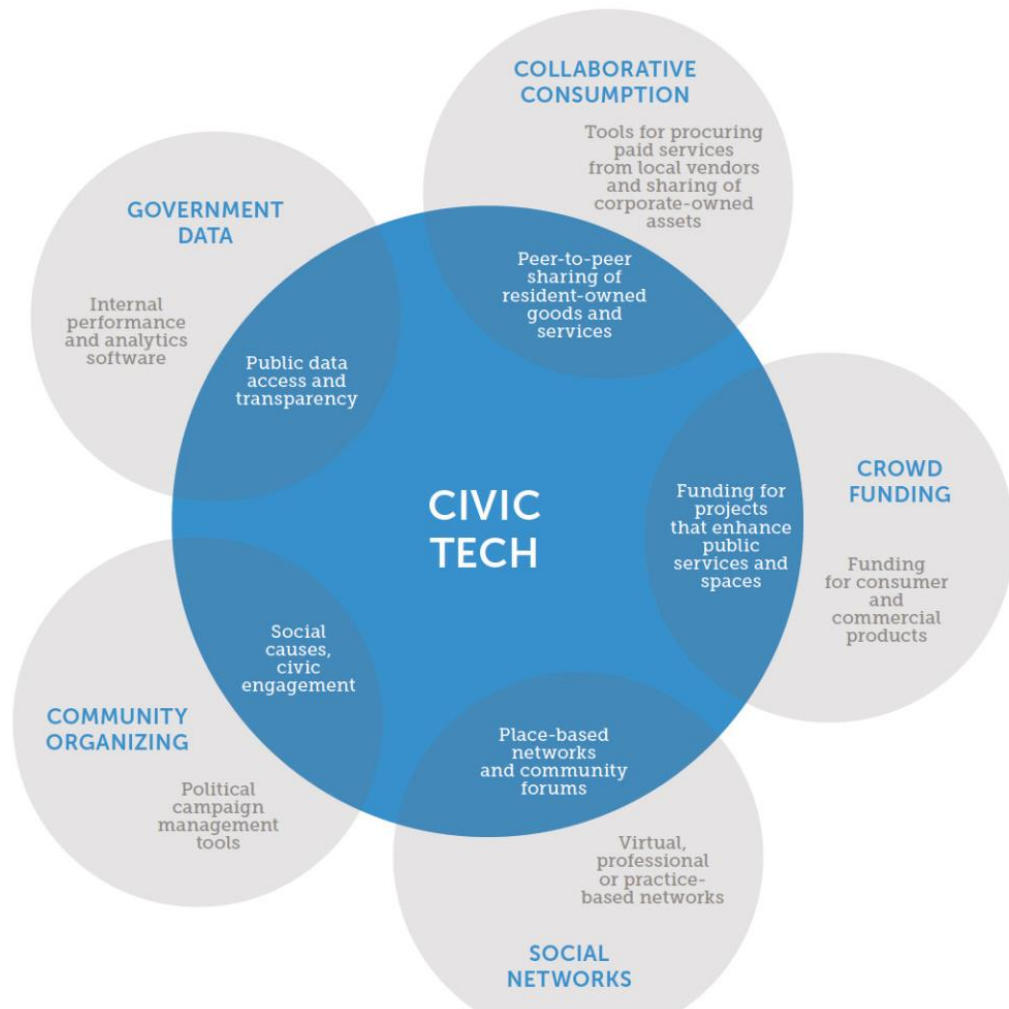 COLLABORATIVE
CONSUMPTION
Tools for procuring
paid services
from local vendors
and sharing of
corporate-owned
assets
Peer-to-peer
sharing of
resident-owned
goods and
services
GOVERNMENT
DATA
Internal
performance
and analytics
software
Public data
access and
transparency
CIVIC
TECH
CROWD
FUNDING
Funding for
projects
that enhance
public
services and
spaces
Funding
for consumer
and
commercial
products
Social
causes,
civic
engagement
COMMUNITY
ORGANIZING
Political
campaign
management
tools
Place-based
networks
and community
forums
Virtual,
professional
or practice-
based networks
SOCIAL
NETWORKS